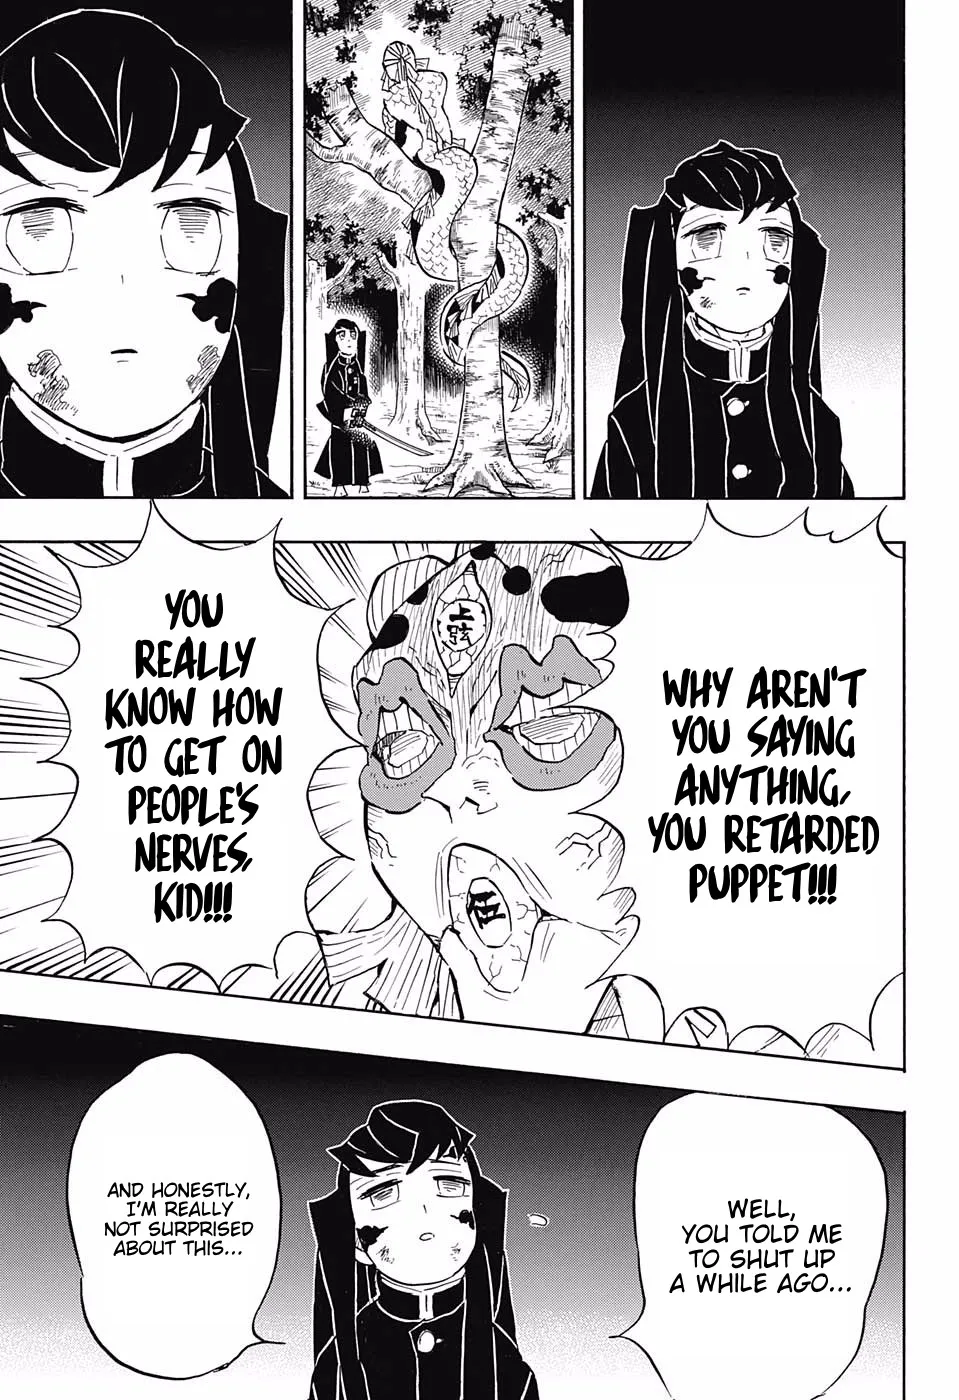 WHY AREN'T
YOU SAYING
ANYTHING,
YOU RETARDED
PUPPET!!!
上弦
伍
YOU
REALLY
KNOW HOW
TO GET ON
PEOPLE'S
NERVES,
KID!!!
WELL,
YOU TOLD ME
TO SHUT UP
A WHILE AGO...
AND HONESTLY,
I'M REALLY
NOT SURPRISED
ABOUT THIS...